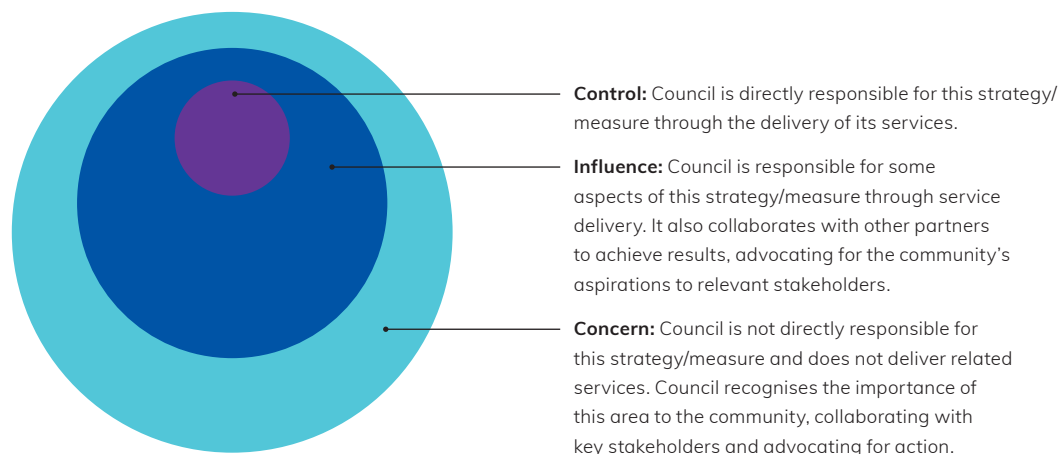 Control: Council is directly responsible for this strategy/
measure through the delivery of its services.
Influence: Council is responsible for some
aspects of this strategy/measure through service
delivery. It also collaborates with other partners
to achieve results, advocating for the community’s
aspirations to relevant stakeholders.
Concern: Council is not directly responsible for
this strategy/measure and does not deliver related
services. Council recognises the importance of
this area to the community, collaborating with
key stakeholders and advocating for action.